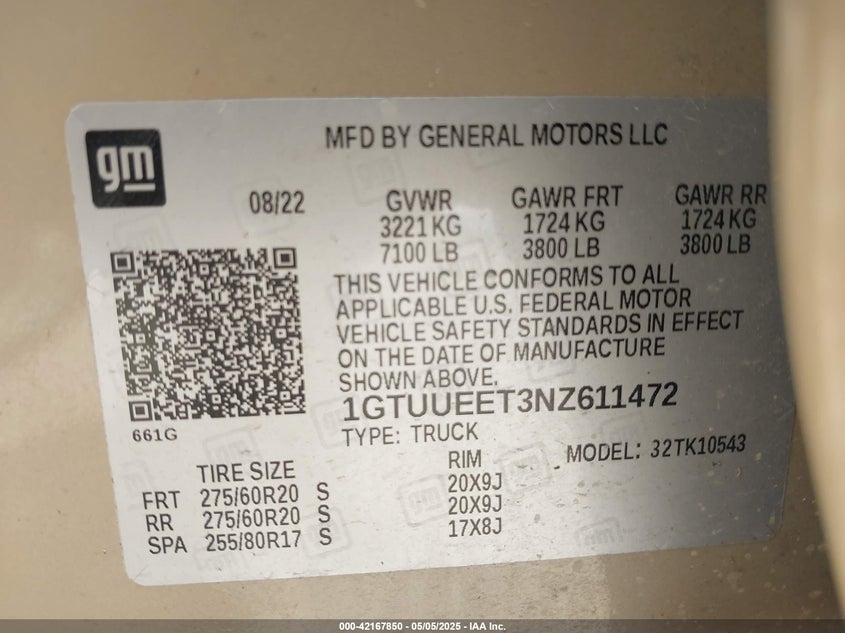 gm
MFD BY GENERAL MOTORS LLC
08/22
GVWR GAWR FRT GAWR RR
3221 KG 1724 KG 1724 KG
7100 LB 3800 LB 3800 LB
THIS VEHICLE CONFORMS TO ALL
APPLICABLE U.S. FEDERAL MOTOR
VEHICLE SAFETY STANDARDS IN EFFECT
ON THE DATE OF MANUFACTURE
SHOWN ABOVE.
1GTUUEET3NZ611472
661G
TYPE: TRUCK
MODEL: 32TK10543
TIRE SIZE RIM
FRT 275/60R20 S 20X9J
RR 275/60R20 S 20X9J
SPA 255/80R17 S 17X8J
000-42167850 - 05/05/2025 - IAA Inc.